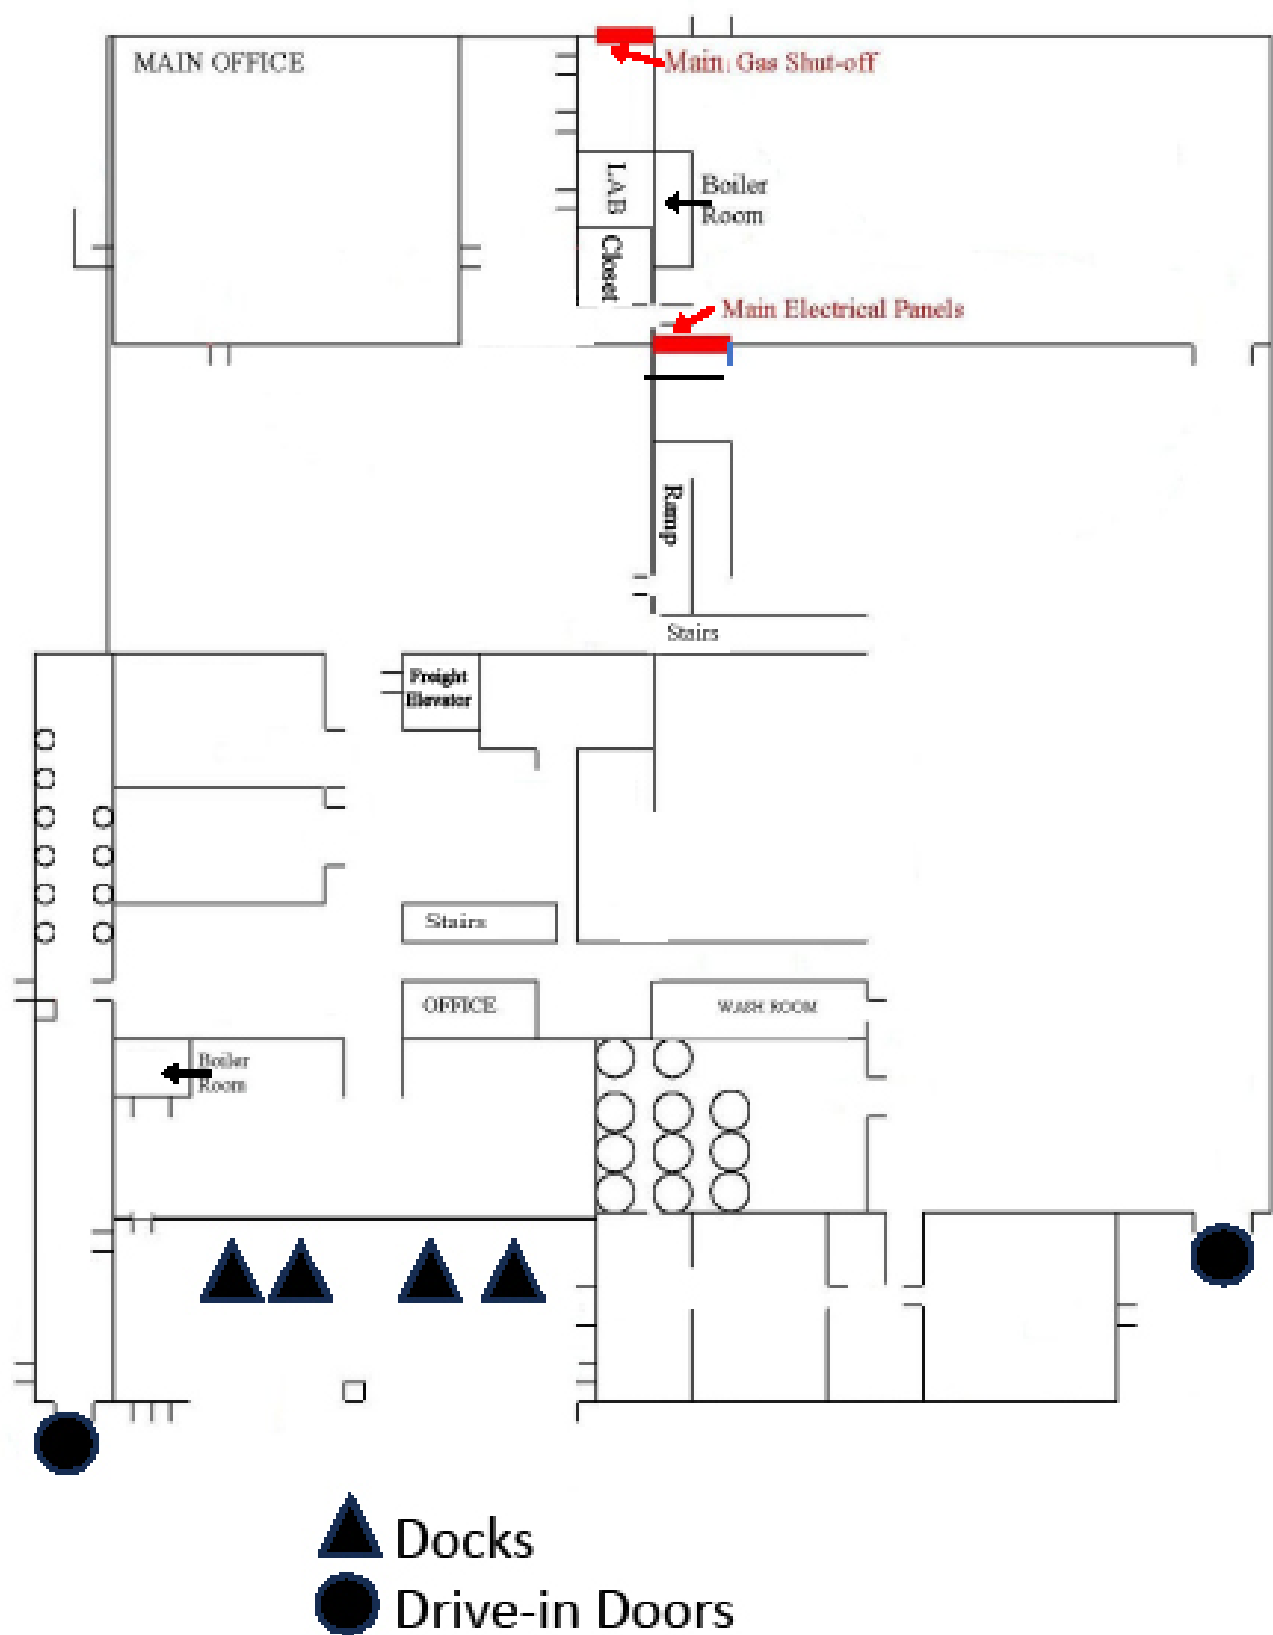 MAIN OFFICE
Main Gas Shut-off
LAB
Boiler
Room
Closet
Main Electrical Panels
Ramp
Stairs
Freight
Elevator
Stairs
OFFICE
WASH ROOM
Boiler
Room
Docks
Drive-in Doors